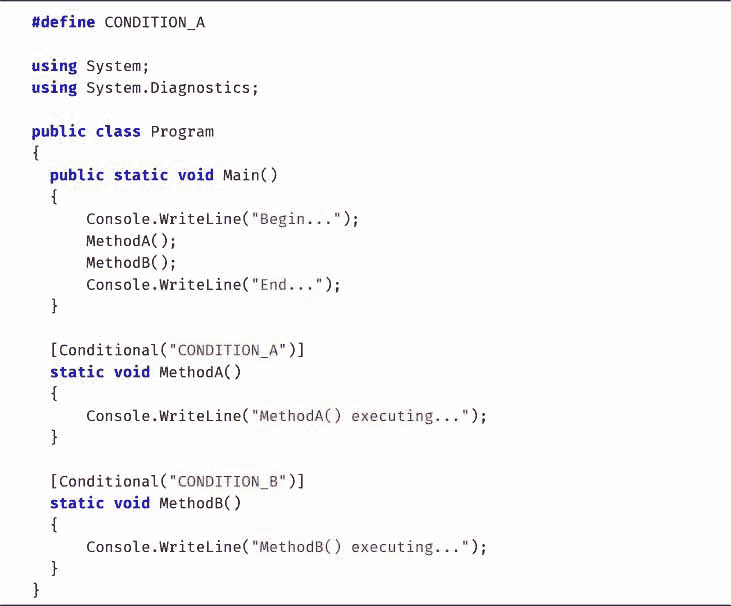 #define CONDITION_A
using System;
using System.Diagnostics;
public class Program
{
public static void Main()
{
Console.WriteLine("Begin...");
MethodA();
MethodB();
Console.WriteLine("End...");
}
[Conditional("CONDITION_A")]
static void MethodA()
{
Console.WriteLine("MethodA() executing...");
}
[Conditional("CONDITION_B")]
static void MethodB()
{
Console.WriteLine("MethodB() executing...");
}
}